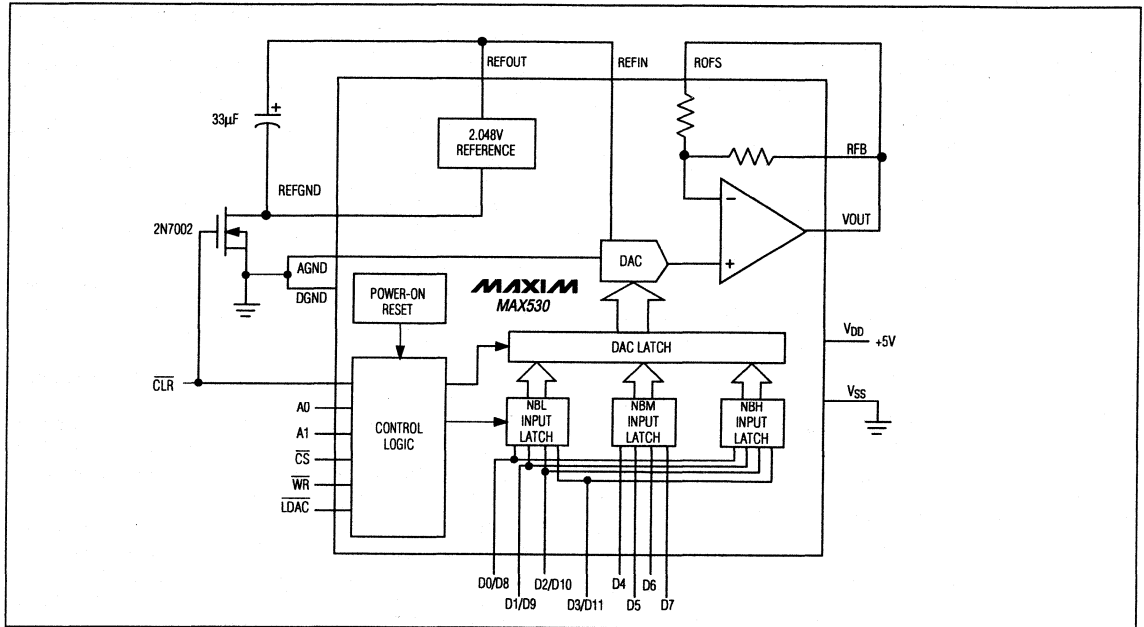 REFOUT
REFIN
ROFS
33µF
+
2.048V
REFERENCE
RFB
REFGND
−
2N7002
VOUT
+
AGND
DAC
DGND
POWER-ON
RESET
MAXIM
MAX530
VDD
+5V
DAC LATCH
CLR
VSS
A0
A1
CS
WR
LDAC
CONTROL
LOGIC
NBL
INPUT
LATCH
NBM
INPUT
LATCH
NBH
INPUT
LATCH
D0/D8
D1/D9
D2/D10
D3/D11
D4
D5
D6
D7